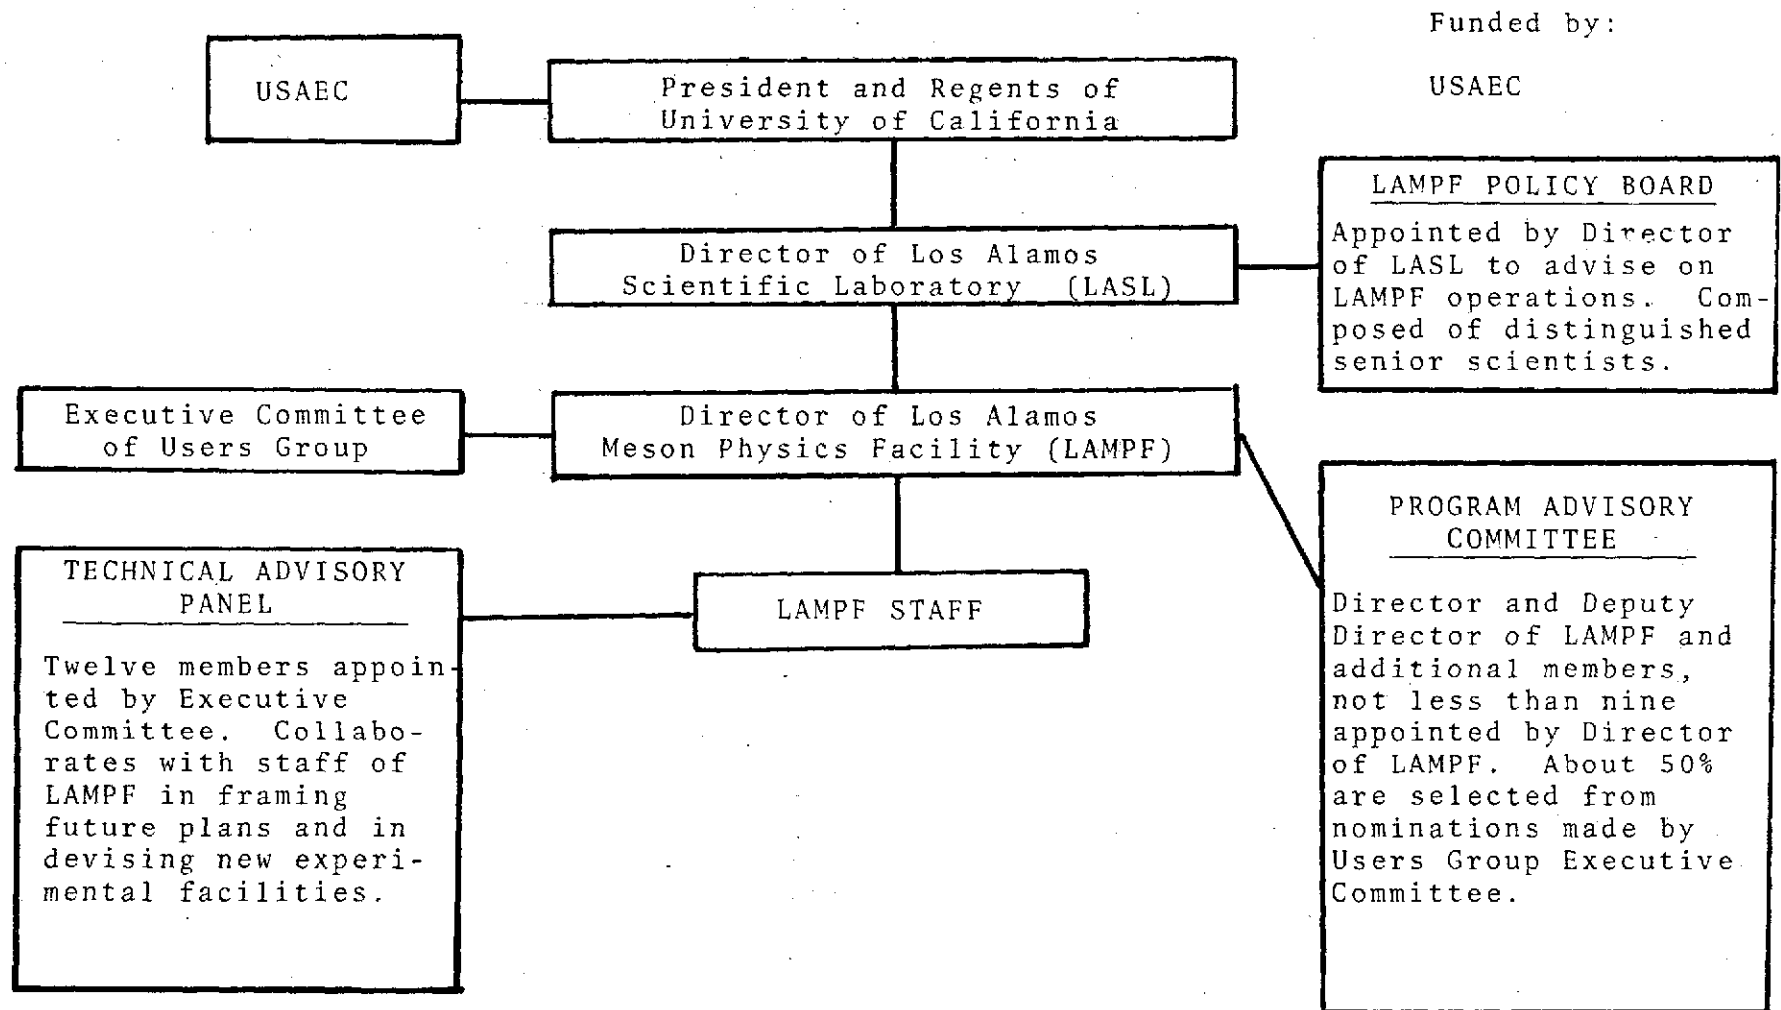 Funded by:
USAEC
USAEC
President and Regents of
University of California
LAMPF POLICY BOARD
Appointed by Director
of LASL to advise on
LAMPF operations. Com-
posed of distinguished
senior scientists.
Director of Los Alamos
Scientific Laboratory (LASL)
Executive Committee
of Users Group
Director of Los Alamos
Meson Physics Facility (LAMPF)
PROGRAM ADVISORY
COMMITTEE
Director and Deputy
Director of LAMPF and
additional members,
not less than nine
appointed by Director
of LAMPF. About 50%
are selected from
nominations made by
Users Group Executive
Committee.
TECHNICAL ADVISORY
PANEL
Twelve members appoin-
ted by Executive
Committee. Collabo-
rates with staff of
LAMPF in framing
future plans and in
devising new experi-
mental facilities.
LAMPF STAFF